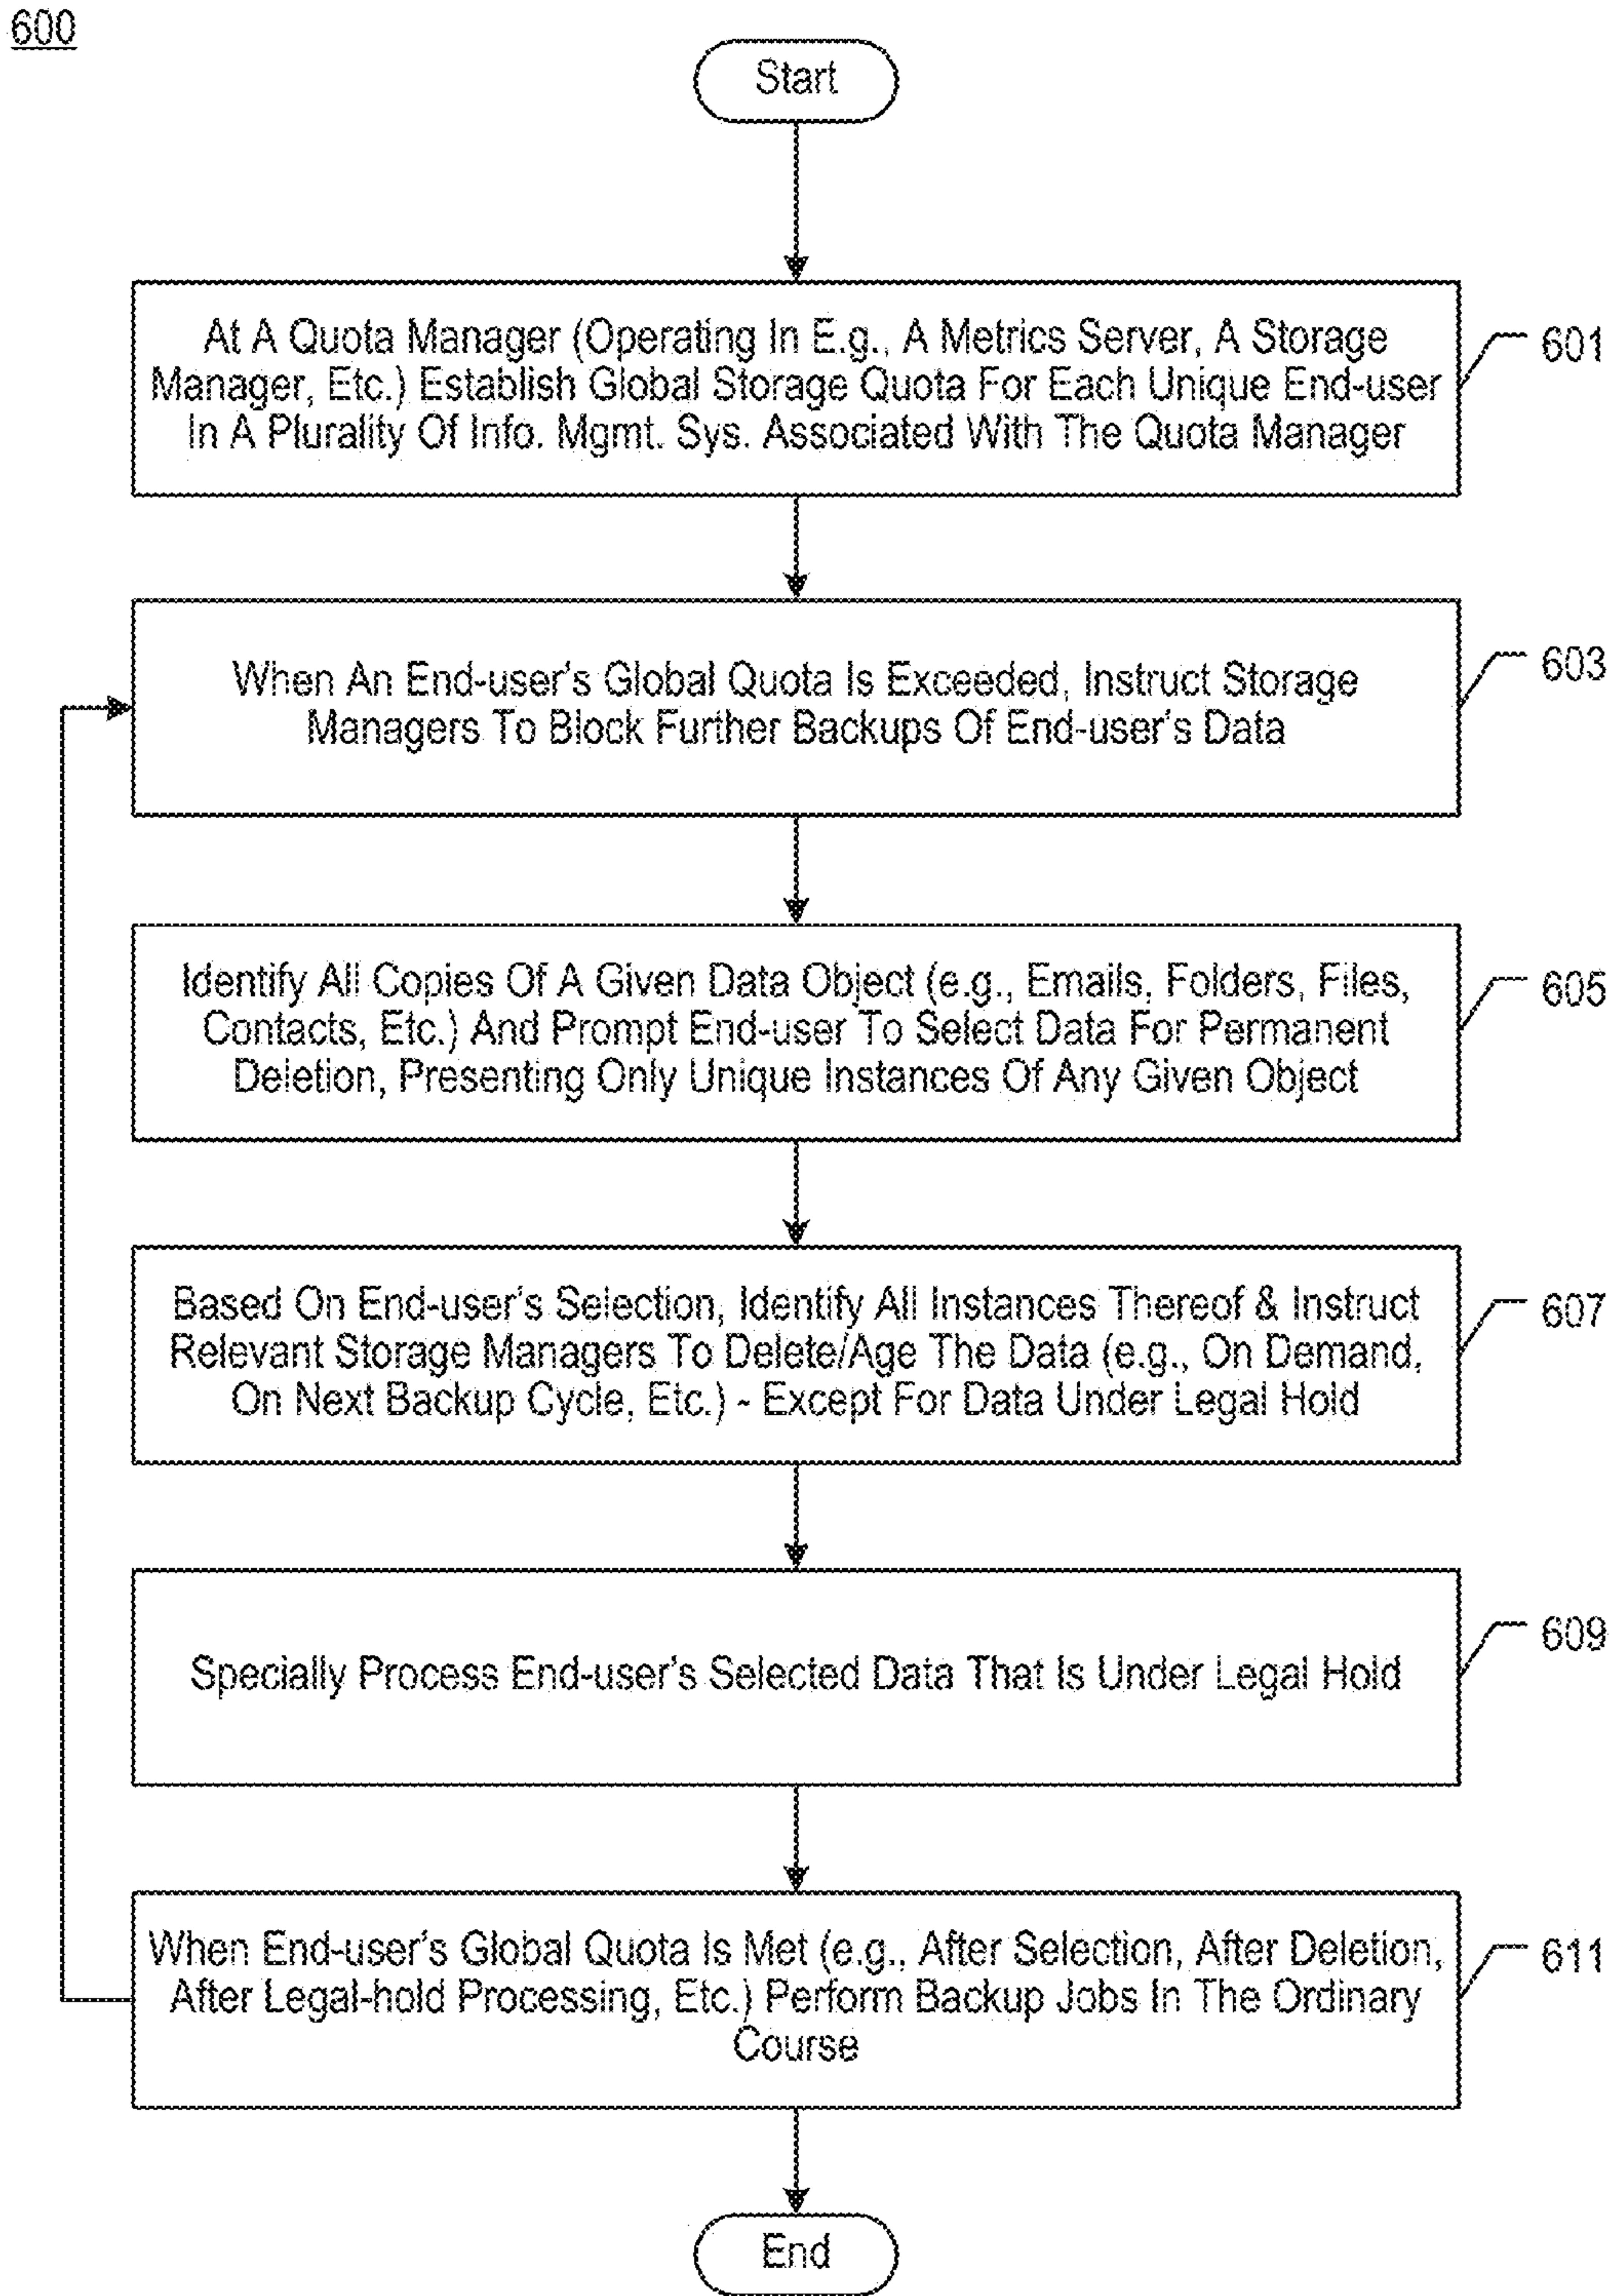 600
Start
At A Quota Manager (Operating In E.g., A Metrics Server, A Storage
Manager, Etc.) Establish Global Storage Quota For Each Unique End-user
In A Plurality Of Info. Mgmt. Sys. Associated With The Quota Manager
601
When An End-user's Global Quota Is Exceeded, Instruct Storage
Managers To Block Further Backups Of End-user's Data
603
Identify All Copies Of A Given Data Object (e.g., Emails, Folders, Files,
Contacts, Etc.) And Prompt End-user To Select Data For Permanent
Deletion, Presenting Only Unique Instances Of Any Given Object
605
Based On End-user's Selection, Identify All Instances Thereof & Instruct
Relevant Storage Managers To Delete/Age The Data (e.g., On Demand,
On Next Backup Cycle, Etc.) - Except For Data Under Legal Hold
607
Specially Process End-user's Selected Data That Is Under Legal Hold
609
When End-user's Global Quota Is Met (e.g., After Selection, After Deletion,
After Legal-hold Processing, Etc.) Perform Backup Jobs In The Ordinary
Course
611
End